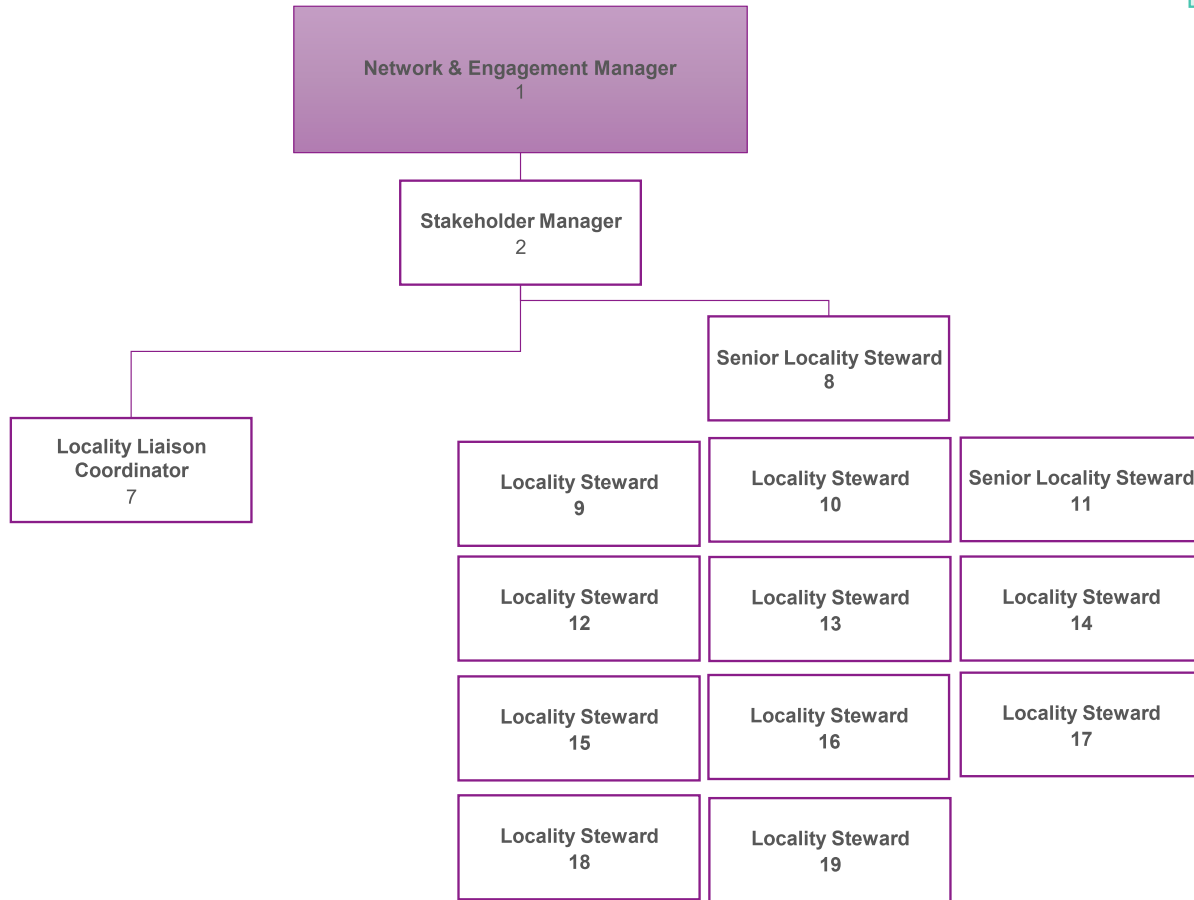 Network & Engagement Manager
1
Stakeholder Manager
2
Senior Locality Steward
8
Locality Liaison
Coordinator
7
Locality Steward
9
Locality Steward
10
Senior Locality Steward
11
Locality Steward
12
Locality Steward
13
Locality Steward
14
Locality Steward
15
Locality Steward
16
Locality Steward
17
Locality Steward
18
Locality Steward
19